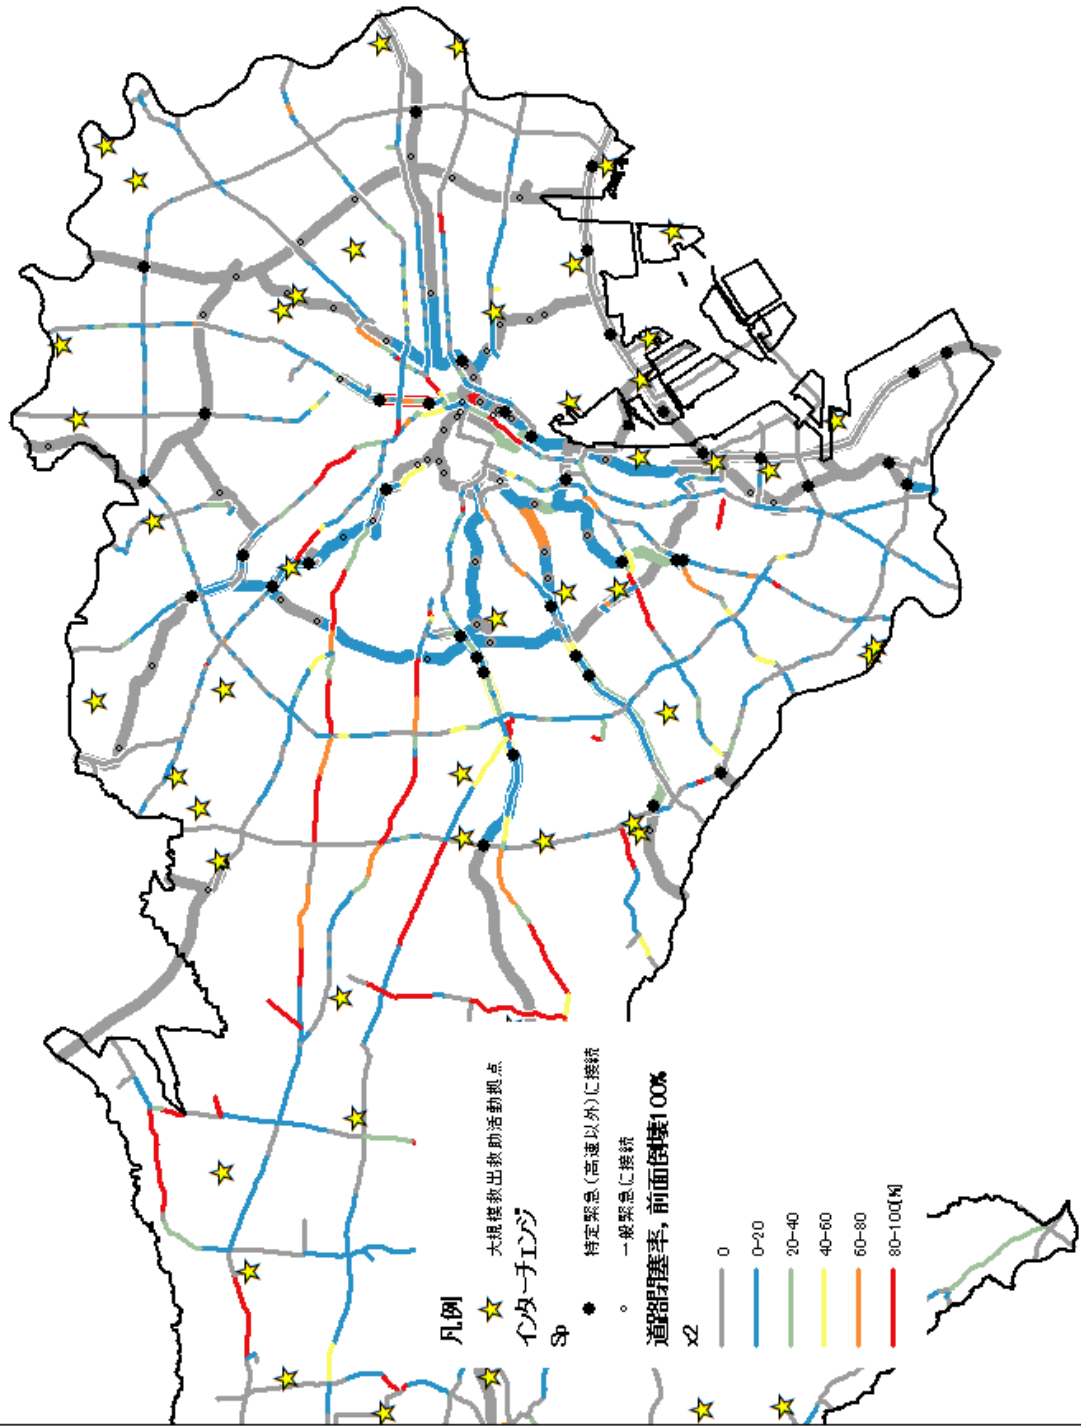 凡例
大規模救出救助活動拠点
インターチェンジ
Sp
特定緊急(高速以外)に接続
一般緊急に接続
道路閉塞率, 前面倒壊100%
x2
0
0-20
20-40
40-60
60-80
80-100[%]